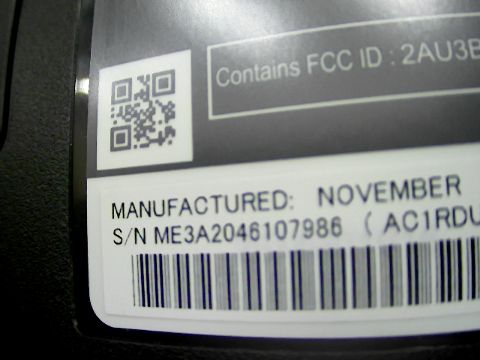 Contains FCC ID : 2AU3B
MANUFACTURED: NOVEMBER
S/N ME3A2046107986 ( AC1RDU